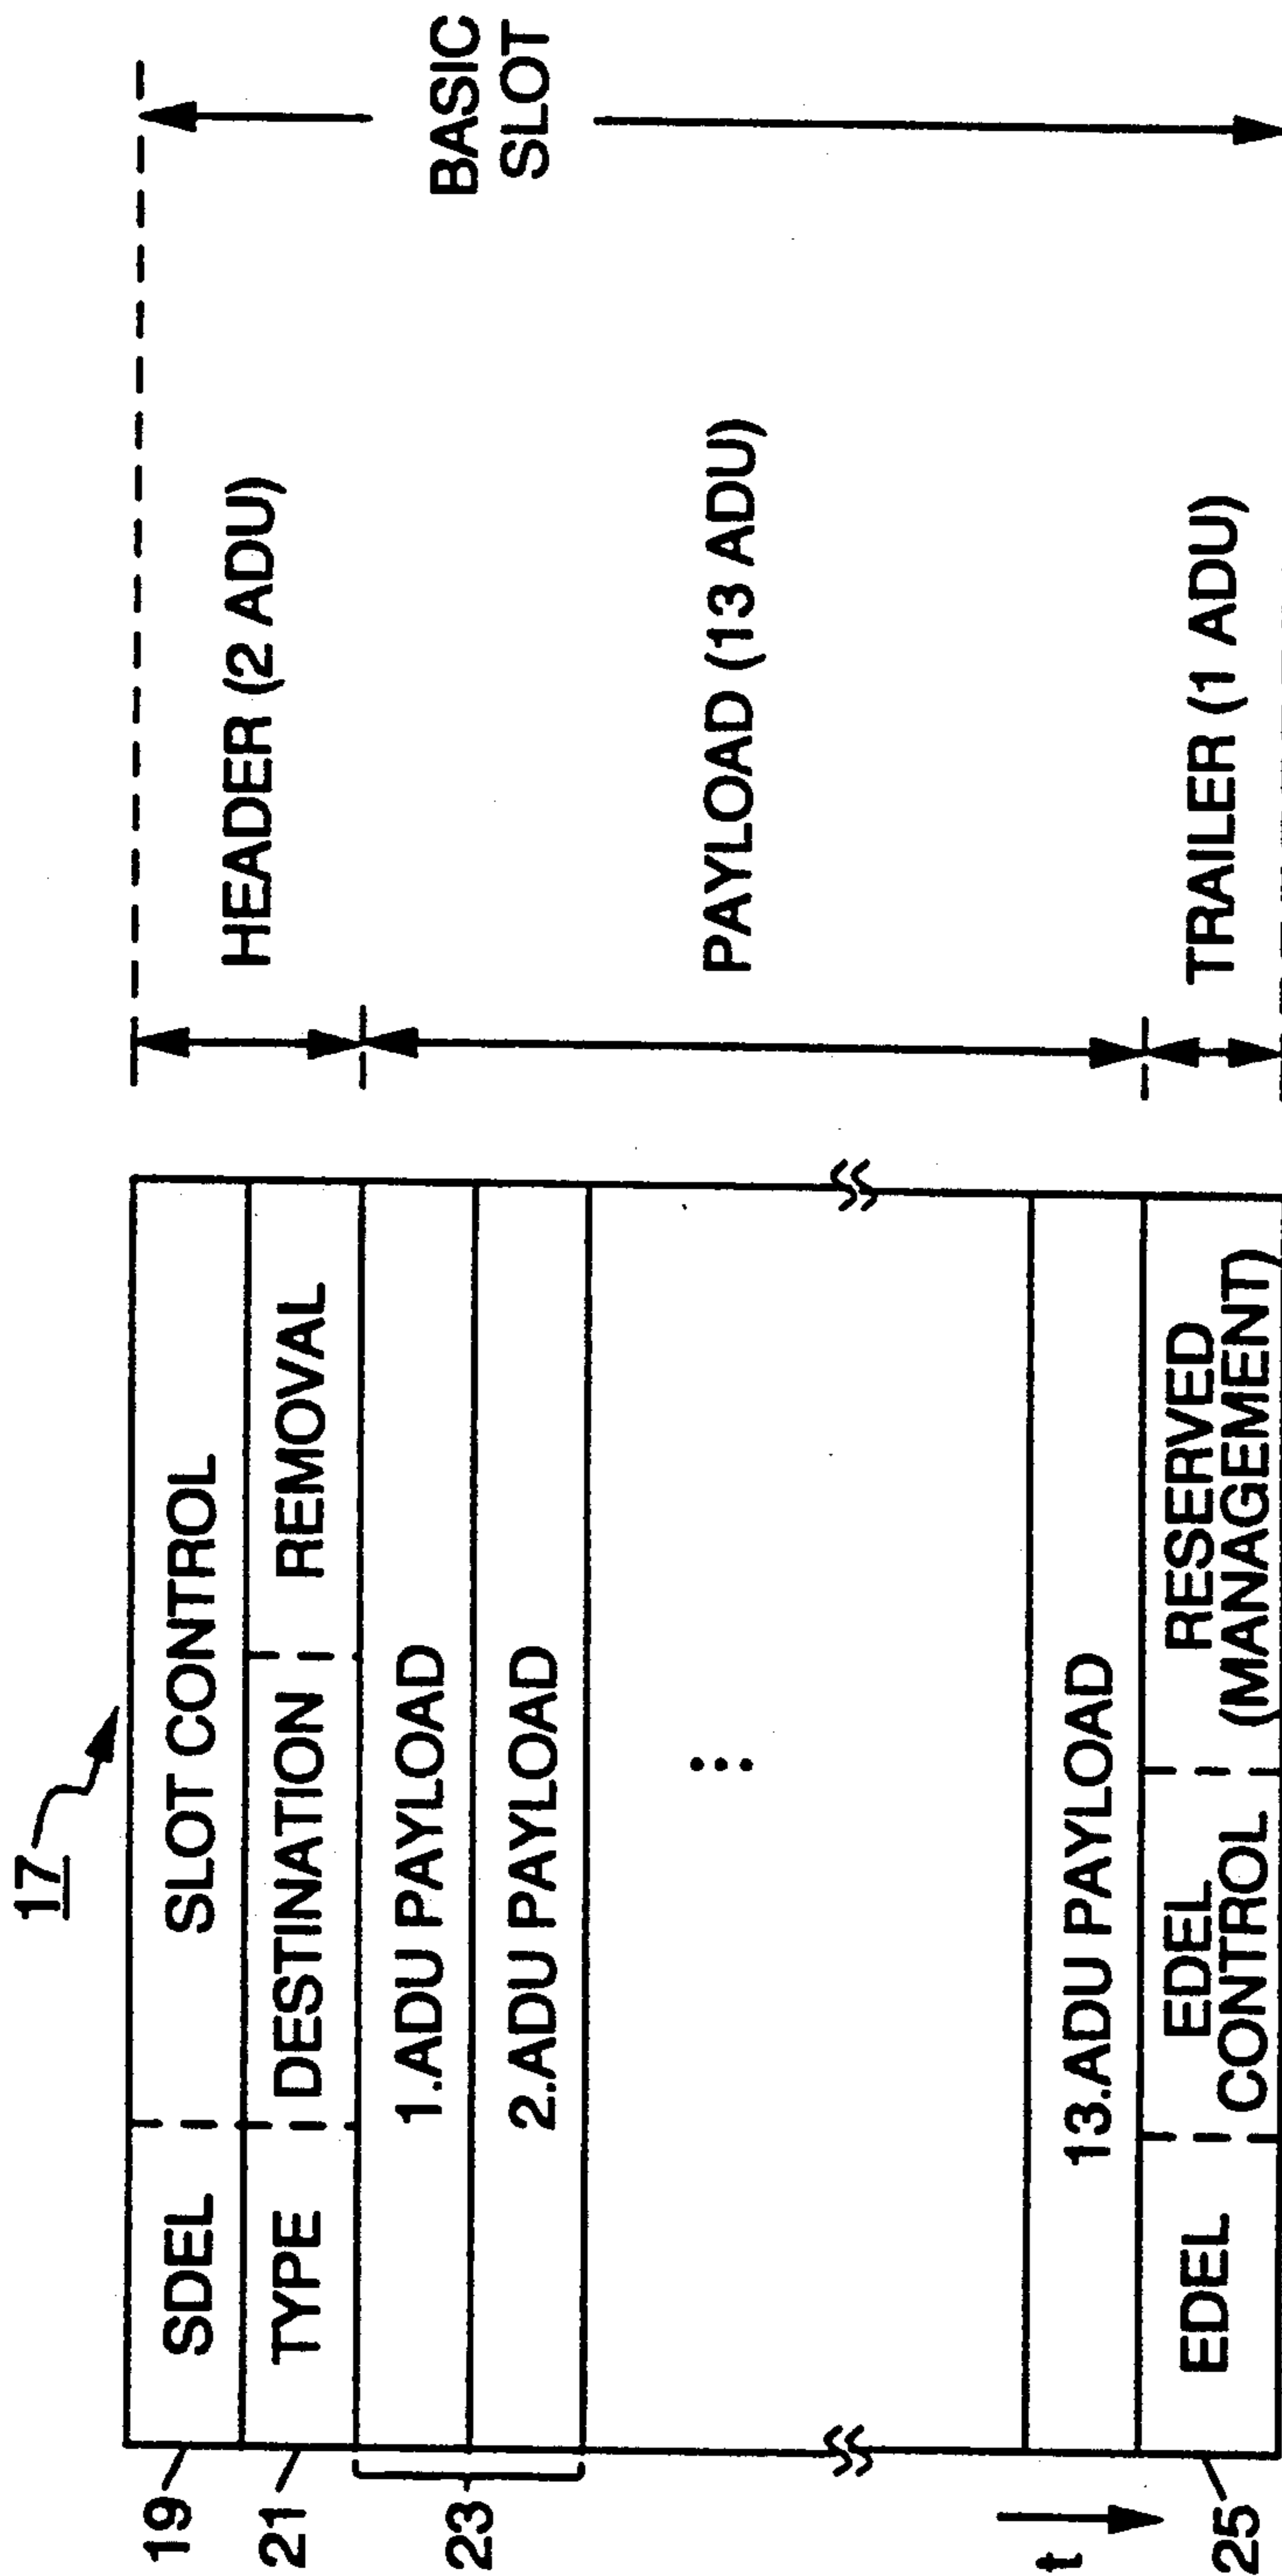 17
19
SDEL
SLOT CONTROL
21
TYPE
DESTINATION
REMOVAL
HEADER (2 ADU)
BASIC
SLOT
23
1.ADU PAYLOAD
2.ADU PAYLOAD
PAYLOAD (13 ADU)
13.ADU PAYLOAD
t
25
EDEL
EDEL
CONTROL
RESERVED
(MANAGEMENT)
TRAILER (1 ADU)